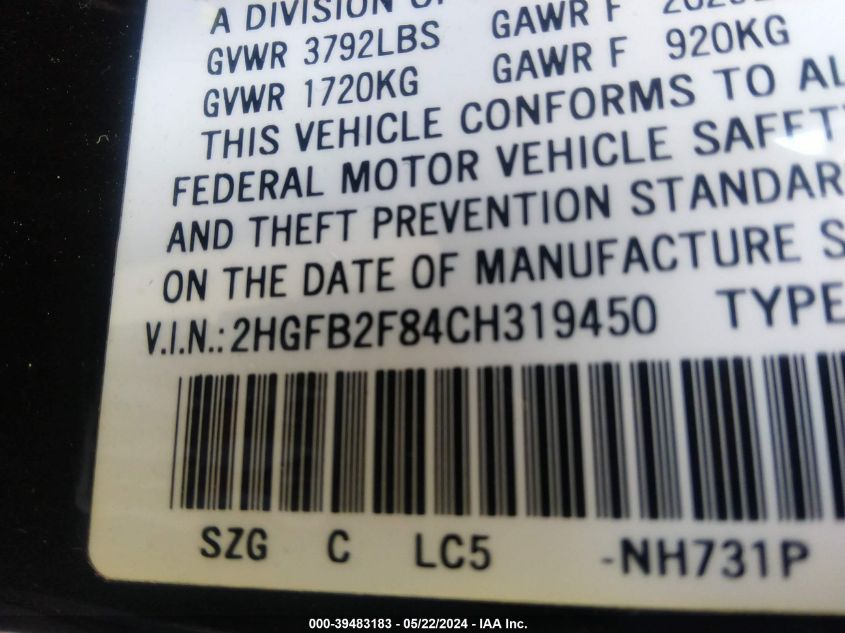 A DIVISION OF
GVWR 3792LBS GAWR F
GVWR 1720KG GAWR F 920KG
THIS VEHICLE CONFORMS TO AL
FEDERAL MOTOR VEHICLE SAFET
AND THEFT PREVENTION STANDAR
ON THE DATE OF MANUFACTURE S
V.I.N.: 2HGFB2F84CH319450 TYPE
SZG C LC5 -NH731P
000-39483183 - 05/22/2024 - IAA Inc.